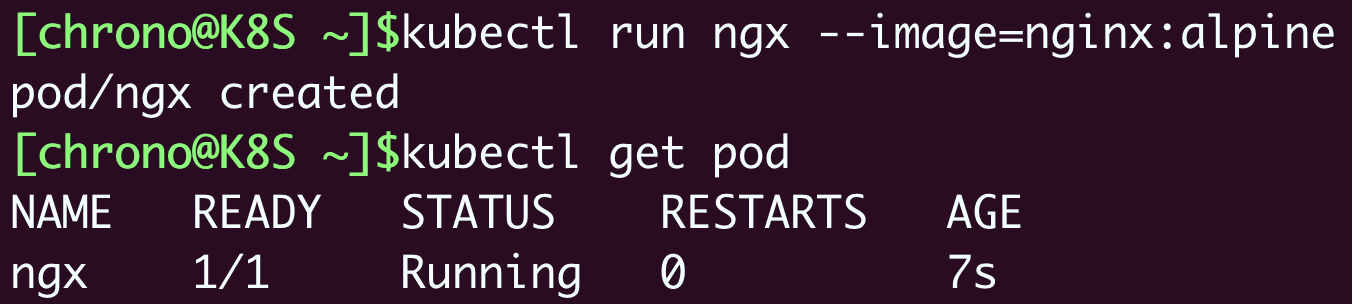 [chrono@K8S ~]$kubectl run ngx --image=nginx:alpine
pod/ngx created
[chrono@K8S ~]$kubectl get pod
NAME   READY   STATUS    RESTARTS   AGE
ngx    1/1     Running   0          7s